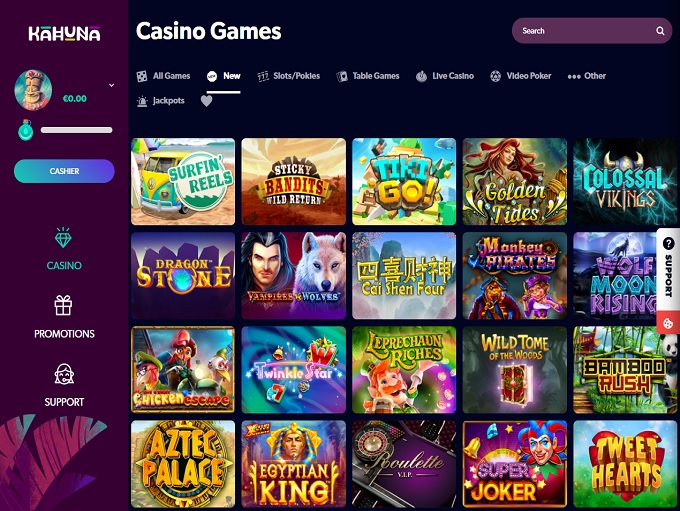 KAHUNA
Casino Games
Search
All Games
New
Slots/Pokies
Table Games
Live Casino
Video Poker
Other
Jackpots
€0.00
CASHIER
CASINO
PROMOTIONS
SUPPORT
SURFIN'
REELS
STICKY
BANDITS
WILD RETURN
TIKI
GO!
Golden
Tides
COLOSSAL
VIKINGS
DRAGON
STONE
VAMPIRES WOLVES
四喜财神
Cai Shen Four
Monkey
PIRATES
WOLF
MOON
RISING
SUPPORT
Chicken escape
Twinkle Star
LEPRECHAUN
RICHES
WILD TOME
OF THE WOODS
BAMBOO
RUSH
AZTEC
PALACE
EGYPTIAN
KING
Roulette
V.I.P.
SUPER
JOKER
TWEET
HEARTS